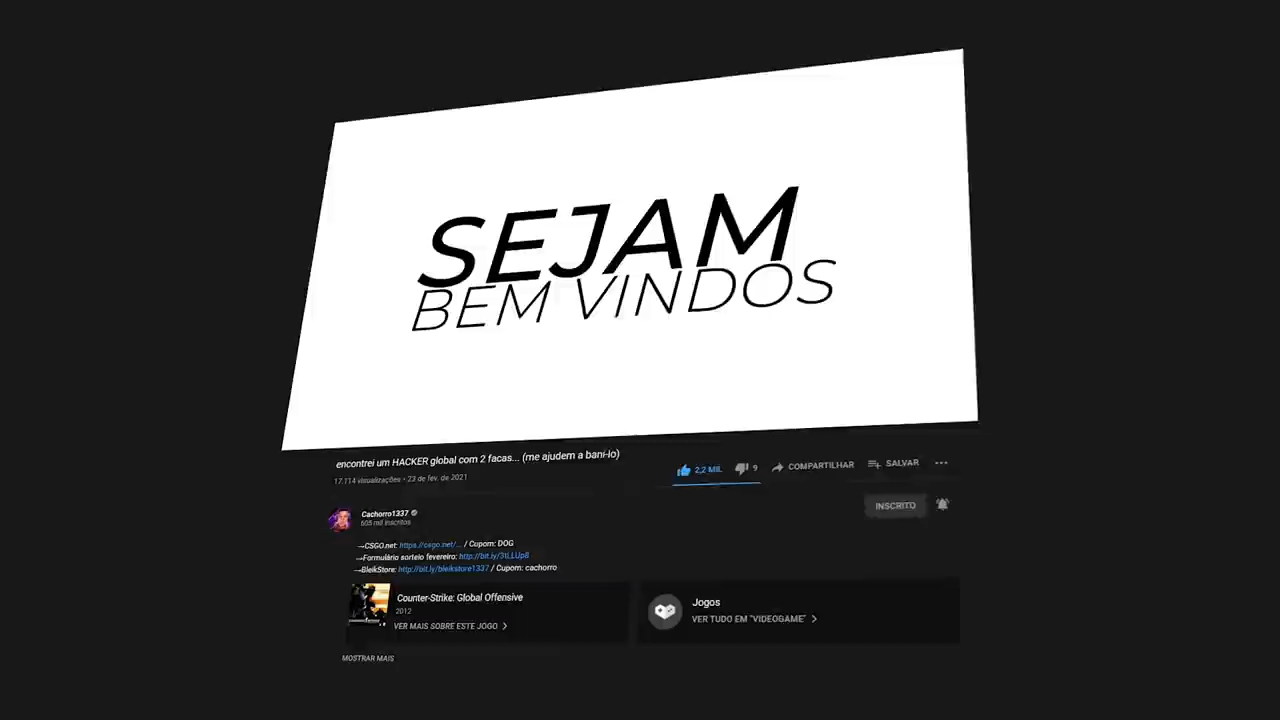 SEJAM
BEM VINDOS
encontrei um HACKER global com 2 facas... (me ajudem a bani-lo)
17.114 visualizações • 23 de fev. de 2021
2,2 MIL 9 COMPARTILHAR SALVAR
Cachorro1337
605 mil inscritos
INSCRITO
→CSGO.net: https://csgo.net/... / Cupom: DOG
→Formulário sorteio fevereiro: http://bit.ly/3tLLUp8
→BleikStore: http://bit.ly/bleikstore1337 / Cupom: cachorro
Counter-Strike: Global Offensive
2012
VER MAIS SOBRE ESTE JOGO
Jogos
VER TUDO EM "VIDEOGAME"
MOSTRAR MAIS